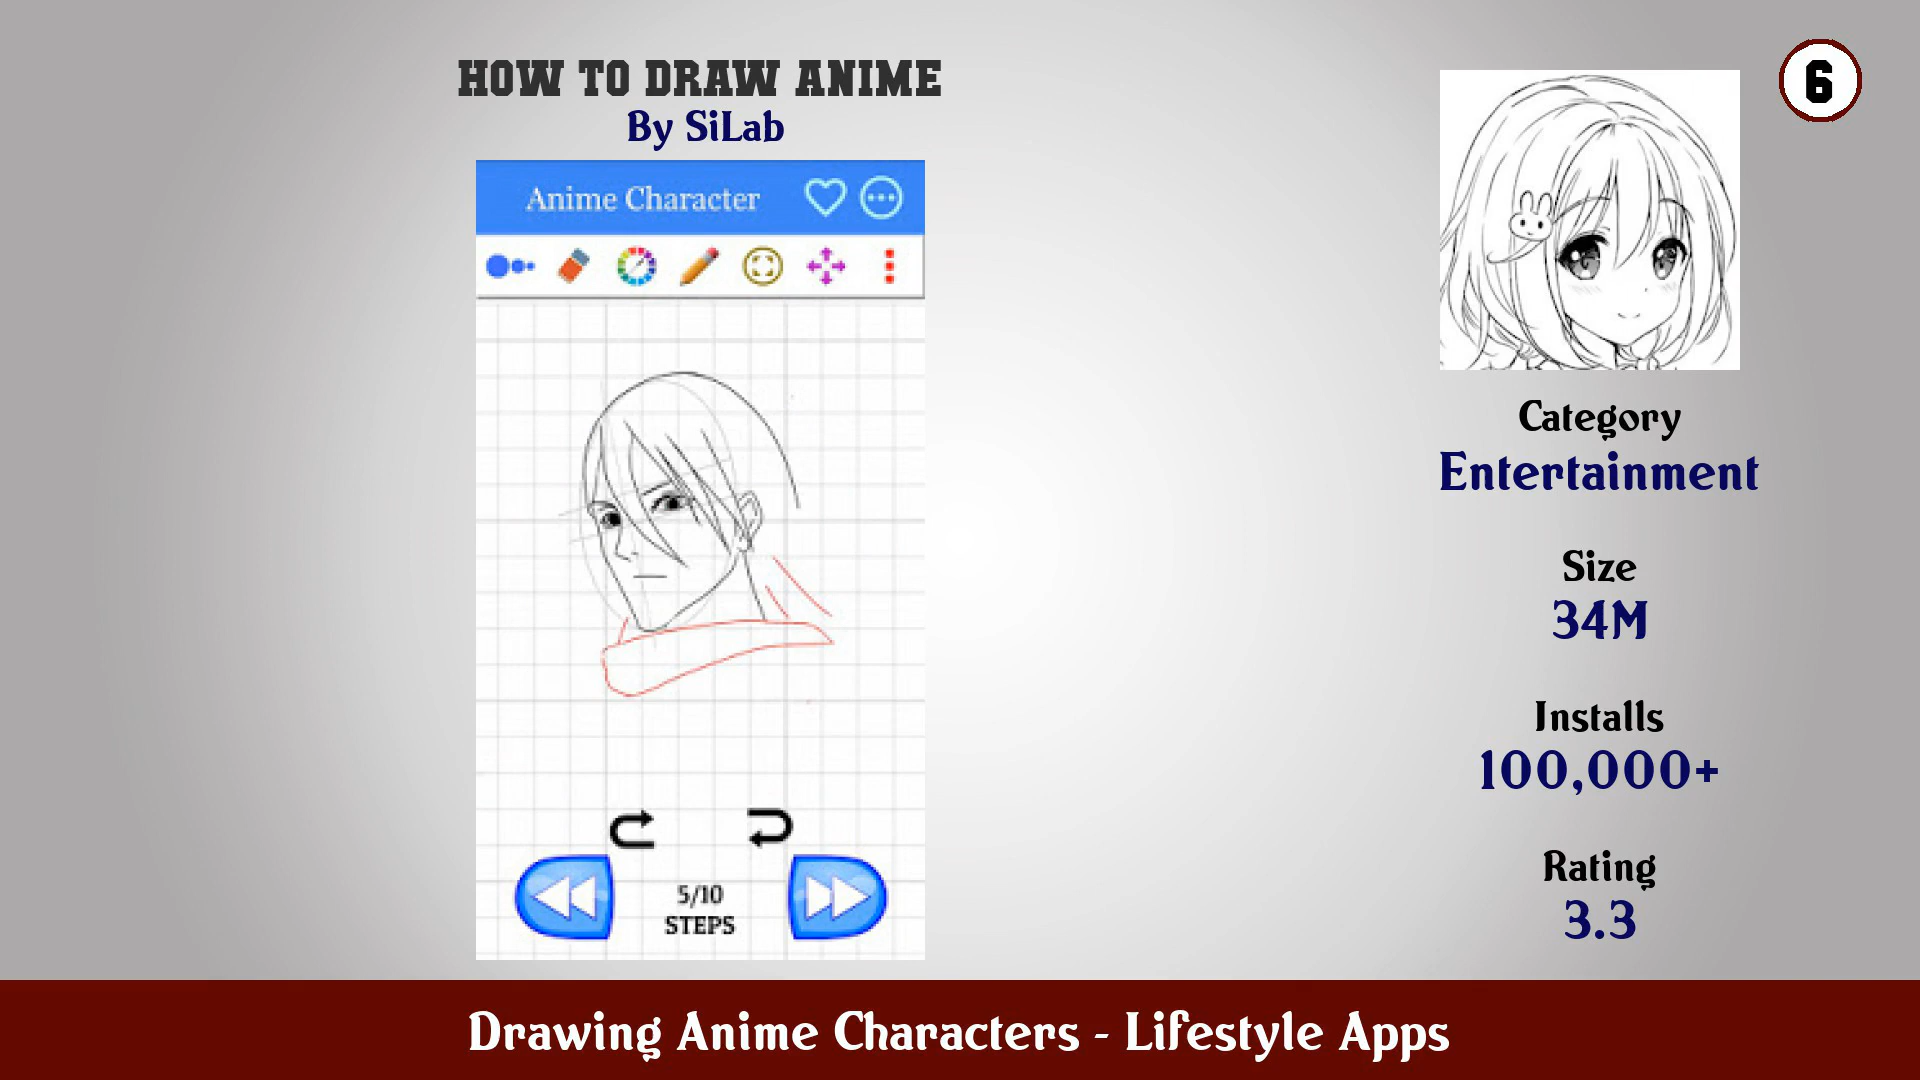 HOW TO DRAW ANIME
By SiLab
6
Anime Character
5/10
STEPS
Category
Entertainment
Size
34M
Installs
100,000+
Rating
3.3
Drawing Anime Characters - Lifestyle Apps